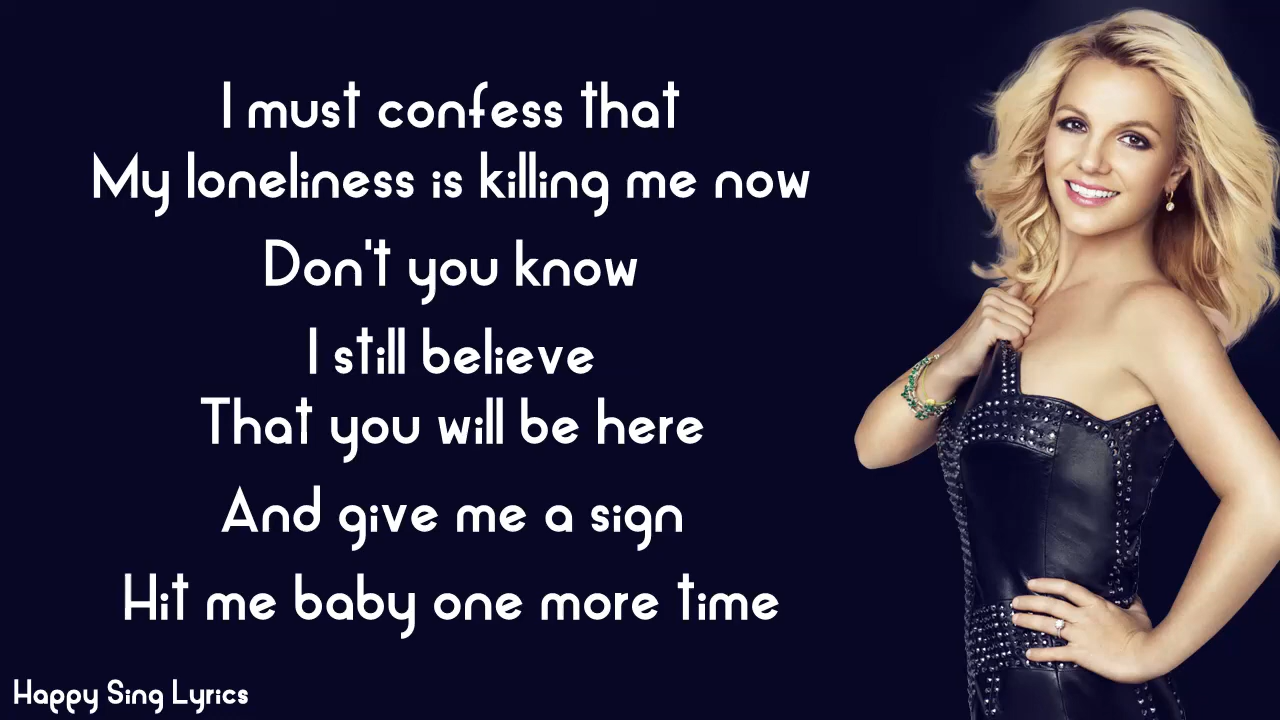 I must confess that
My loneliness is killing me now
Don't you know
I still believe
That you will be here
And give me a sign
Hit me baby one more time
Happy Sing Lyrics